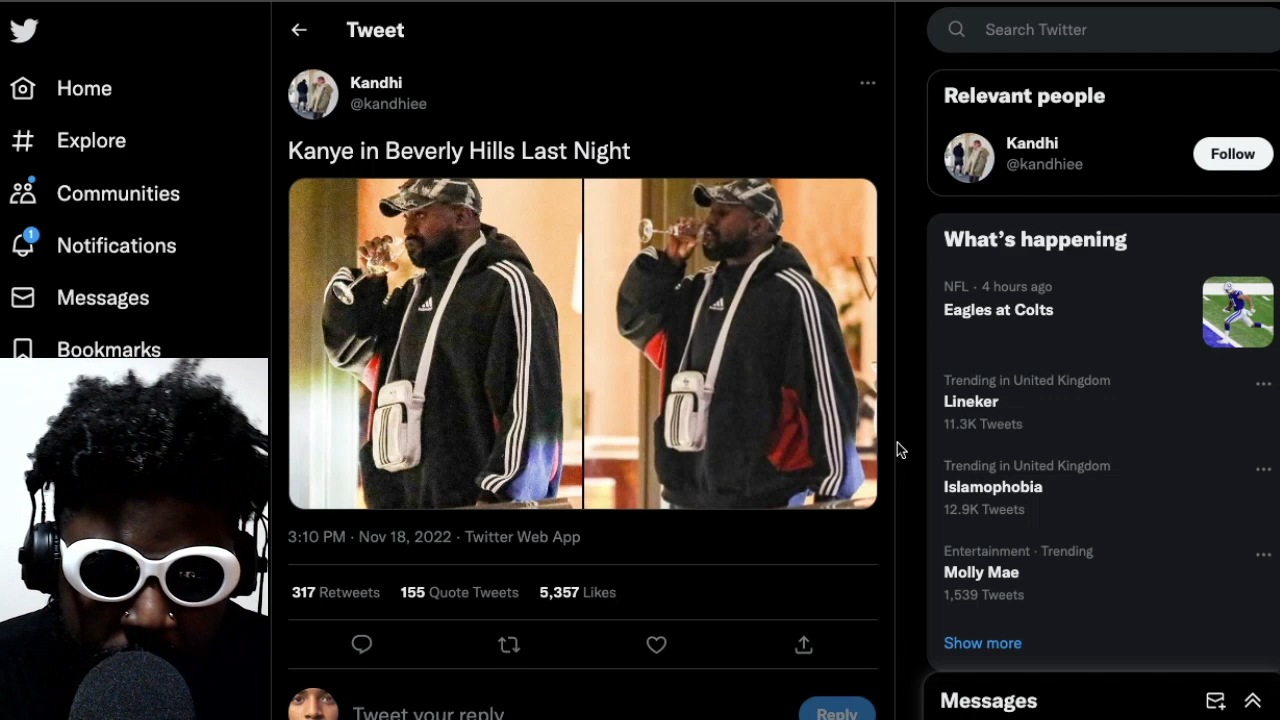 Home
Explore
Communities
1
Notifications
Messages
Bookmarks
Tweet
Kandhi
@kandhiee
Kanye in Beverly Hills Last Night
3:10 PM · Nov 18, 2022 · Twitter Web App
317 Retweets 155 Quote Tweets 5,357 Likes
Tweet your reply
Reply
Search Twitter
Relevant people
Kandhi
@kandhiee
Follow
What's happening
NFL · 4 hours ago
Eagles at Colts
Trending in United Kingdom
Lineker
11.3K Tweets
Trending in United Kingdom
Islamophobia
12.9K Tweets
Entertainment · Trending
Molly Mae
1,539 Tweets
Show more
Messages